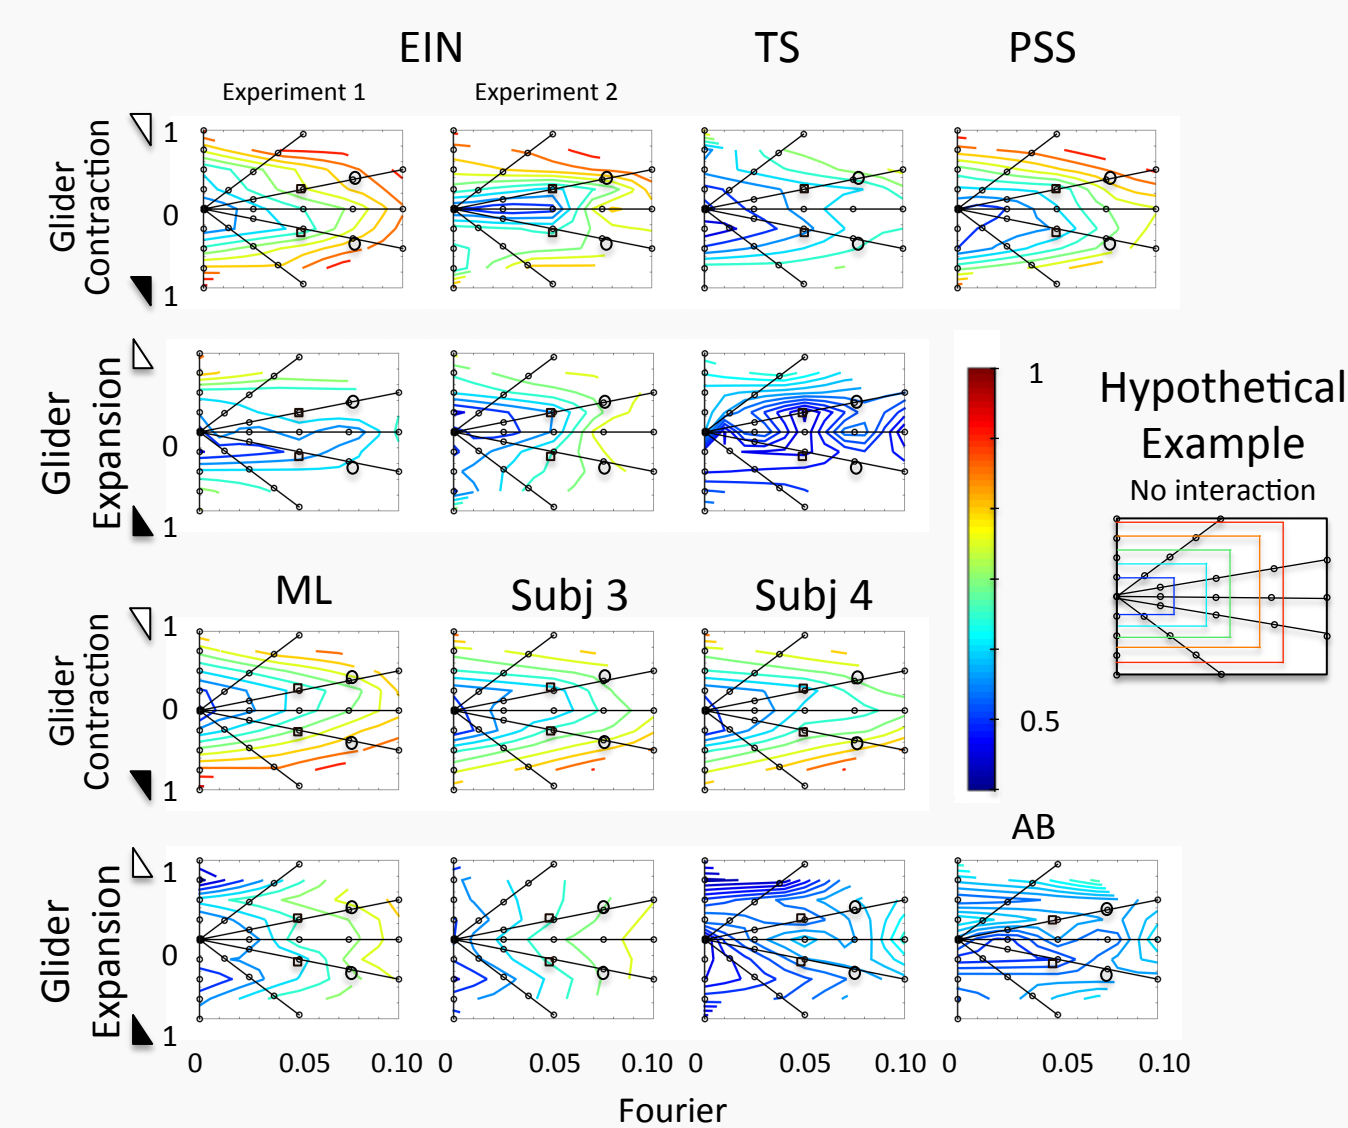 EIN TS PSS
Experiment 1 Experiment 2
Glider
Contraction
1
0
1
Glider
Expansion
0
1
1
0.5
Hypothetical
Example
No interaction
ML Subj 3 Subj 4
Glider
Contraction
1
0
1
AB
Glider
Expansion
1
0
1
0 0.05 0.10 0 0.05 0.10 0 0.05 0.10 0 0.05 0.10
Fourier